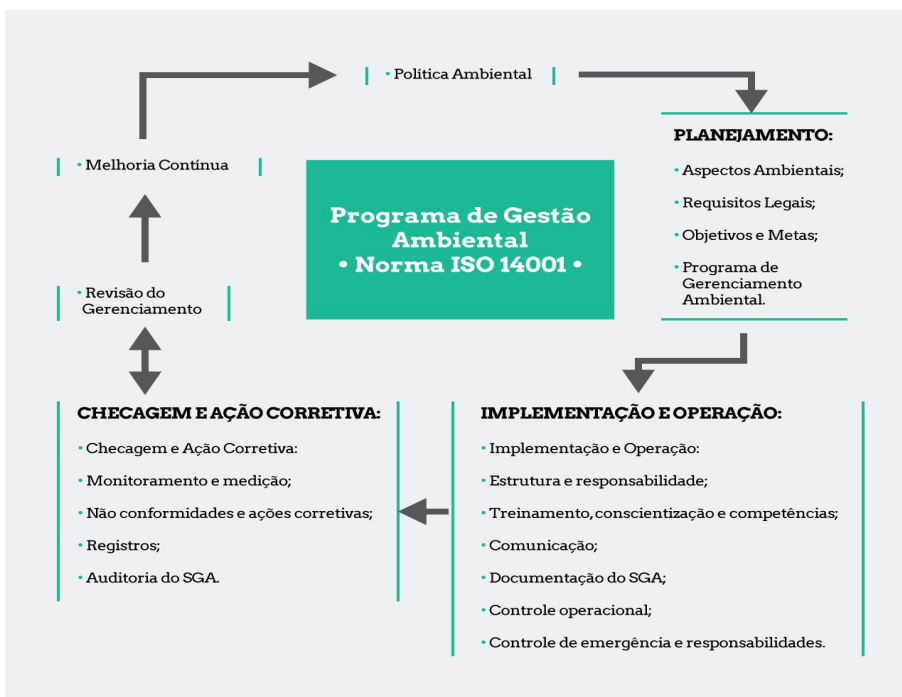 • Política Ambiental
PLANEJAMENTO:
• Aspectos Ambientais;
• Requisitos Legais;
• Objetivos e Metas;
• Programa de
Gerenciamento
Ambiental.
• Melhoria Contínua
Programa de Gestão
Ambiental
• Norma ISO 14001 •
• Revisão do
Gerenciamento
CHECAGEM E AÇÃO CORRETIVA:
• Checagem e Ação Corretiva:
• Monitoramento e medição;
• Não conformidades e ações corretivas;
• Registros;
• Auditoria do SGA.
IMPLEMENTAÇÃO E OPERAÇÃO:
• Implementação e Operação:
• Estrutura e responsabilidade;
• Treinamento, conscientização e competências;
• Comunicação;
• Documentação do SGA;
• Controle operacional;
• Controle de emergência e responsabilidades.